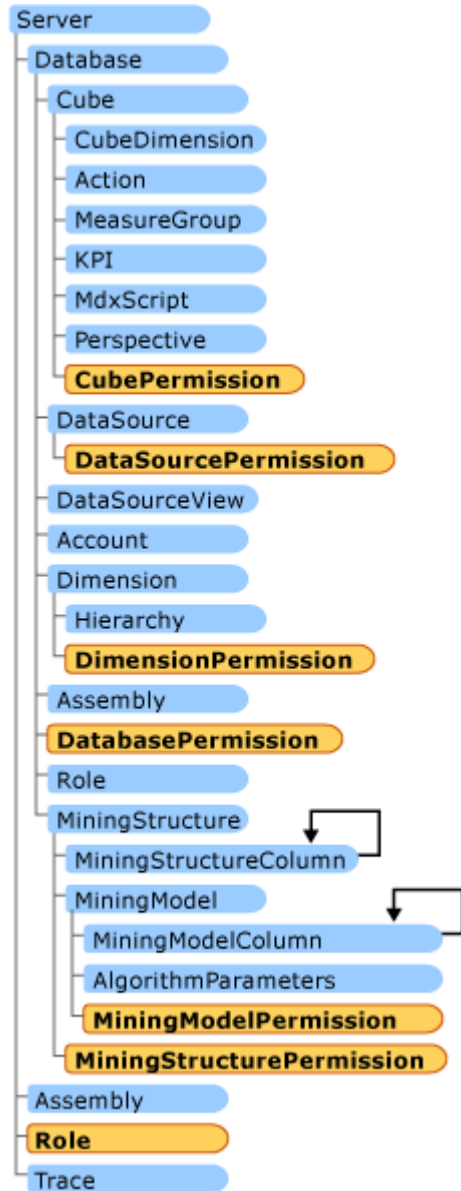 Server
Database
Cube
CubeDimension
Action
MeasureGroup
KPI
MdxScript
Perspective
CubePermission
DataSource
DataSourcePermission
DataSourceView
Account
Dimension
Hierarchy
DimensionPermission
Assembly
DatabasePermission
Role
MiningStructure
MiningStructureColumn
MiningModel
MiningModelColumn
AlgorithmParameters
MiningModelPermission
MiningStructurePermission
Assembly
Role
Trace